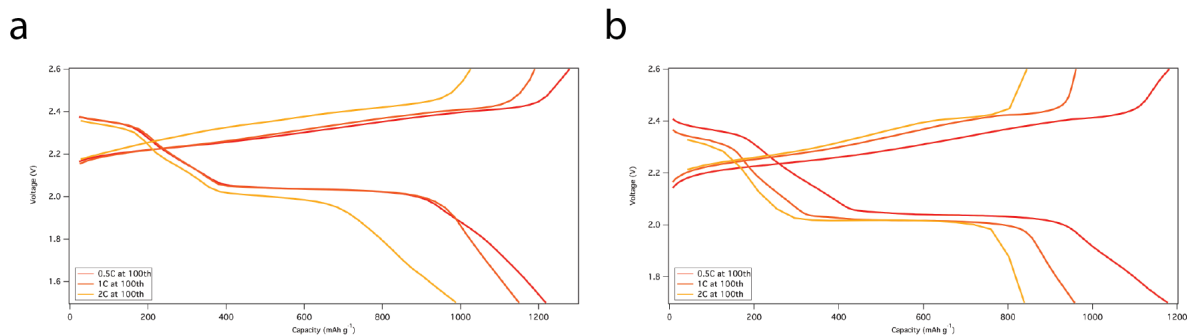 a
b
2.6
2.4
2.2
2.0
1.8
1.6
Voltage (V)
0.5C at 100th
1C at 100th
2C at 100th
0 200 400 600 800 1000 1200
Capacity (mAh g⁻¹)
2.6
2.4
2.2
2.0
1.8
Voltage (V)
0.5C at 100th
1C at 100th
2C at 100th
0 200 400 600 800 1000 1200
Capacity (mAh g⁻¹)